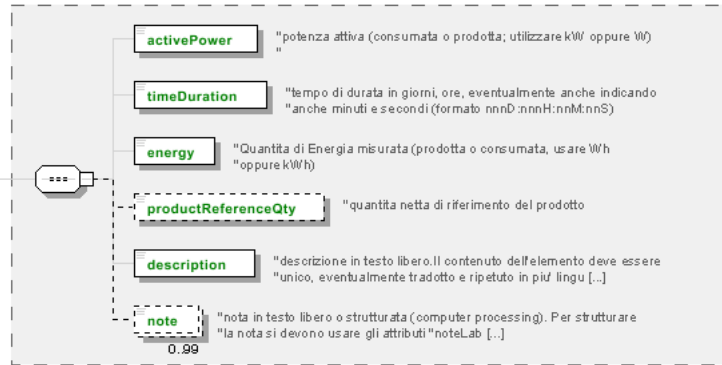 activePower
"potenza attiva (consumata o prodotta; utilizzare kW oppure W)
"
timeDuration
"tempo di durata in giorni, ore, eventualmente anche indicando
"anche minuti e secondi (formato nnnD:nnnH:nnM:nnS)
energy
"Quantita di Energia misurata (prodotta o consumata, usare Wh
"oppure kWh)
productReferenceQty
"quantita netta di riferimento del prodotto
description
"descrizione in testo libero.Il contenuto dell'elemento deve essere
unico, eventualmente tradotto e ripetuto in piu' lingu [...]
note
"nota in testo libero o strutturata (computer processing). Per strutturare
"la nota si devono usare gli attributi "noteLab [...]
0..99